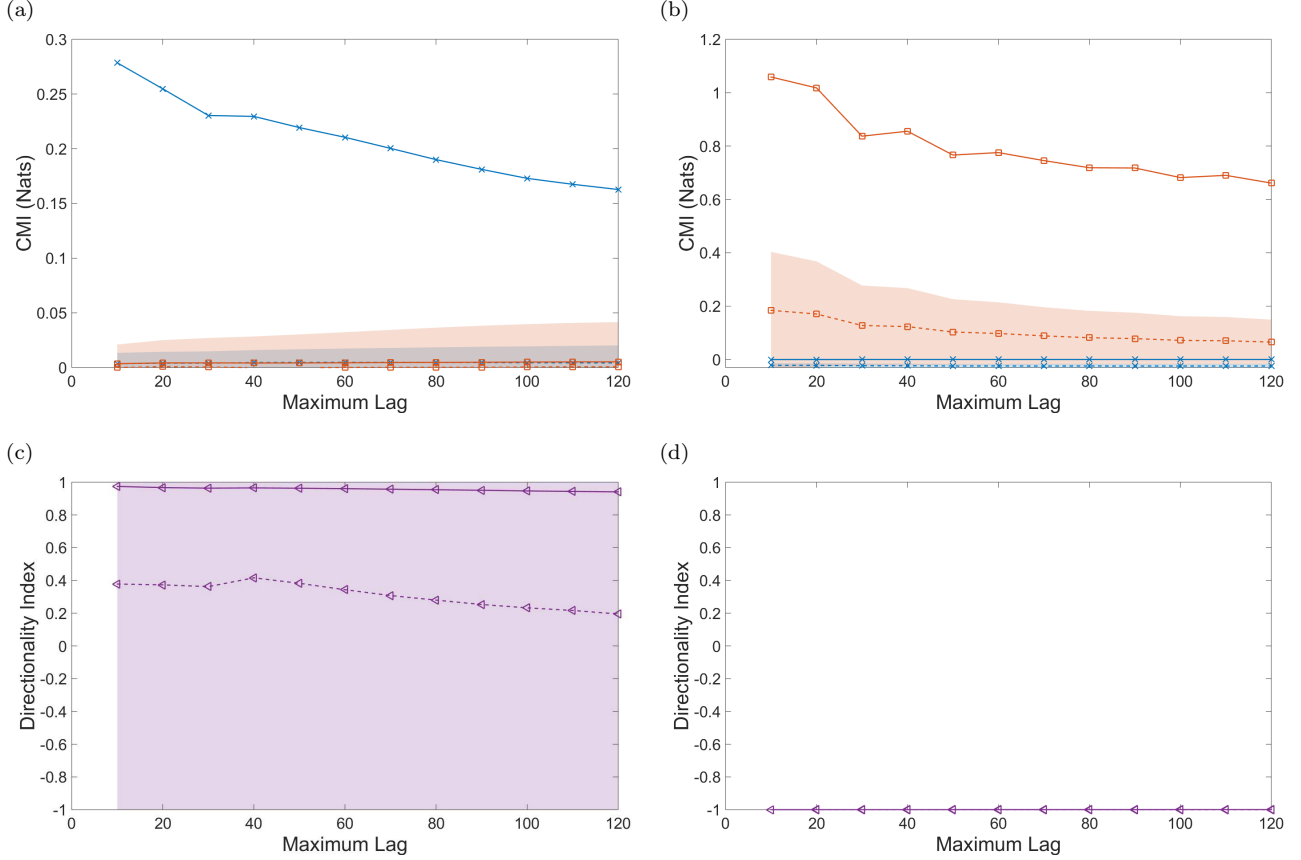 (a)
0.3
0.25
0.2
0.15
0.1
0.05
0
CMI (Nats)
0 20 40 60 80 100 120
Maximum Lag
(b)
1.2
1
0.8
0.6
0.4
0.2
0
CMI (Nats)
0 20 40 60 80 100 120
Maximum Lag
(c)
1
0.8
0.6
0.4
0.2
0
-0.2
-0.4
-0.6
-0.8
-1
Directionality Index
0 20 40 60 80 100 120
Maximum Lag
(d)
1
0.8
0.6
0.4
0.2
0
-0.2
-0.4
-0.6
-0.8
-1
Directionality Index
0 20 40 60 80 100 120
Maximum Lag